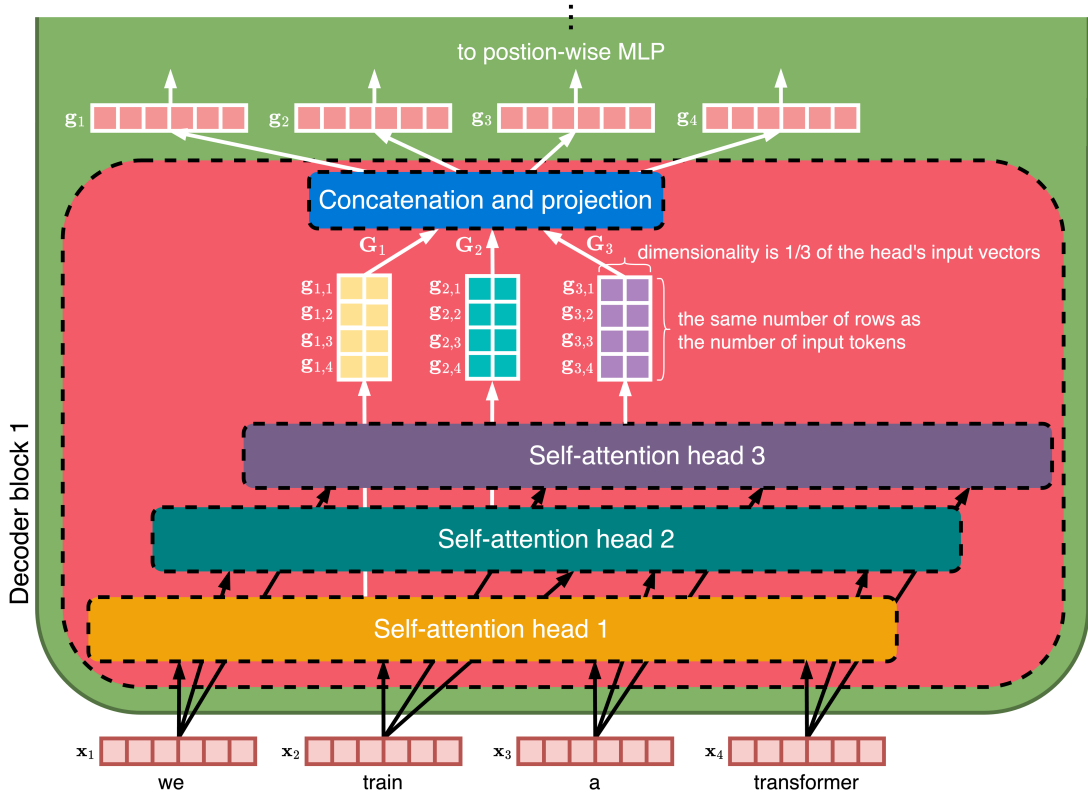 to postion-wise MLP
g1
g2
g3
g4
Concatenation and projection
G1
G2
G3
dimensionality is 1/3 of the head's input vectors
g1,1
g1,2
g1,3
g1,4
g2,1
g2,2
g2,3
g2,4
g3,1
g3,2
g3,3
g3,4
the same number of rows as
the number of input tokens
Self-attention head 3
Self-attention head 2
Self-attention head 1
Decoder block 1
x1
x2
x3
x4
we
train
a
transformer